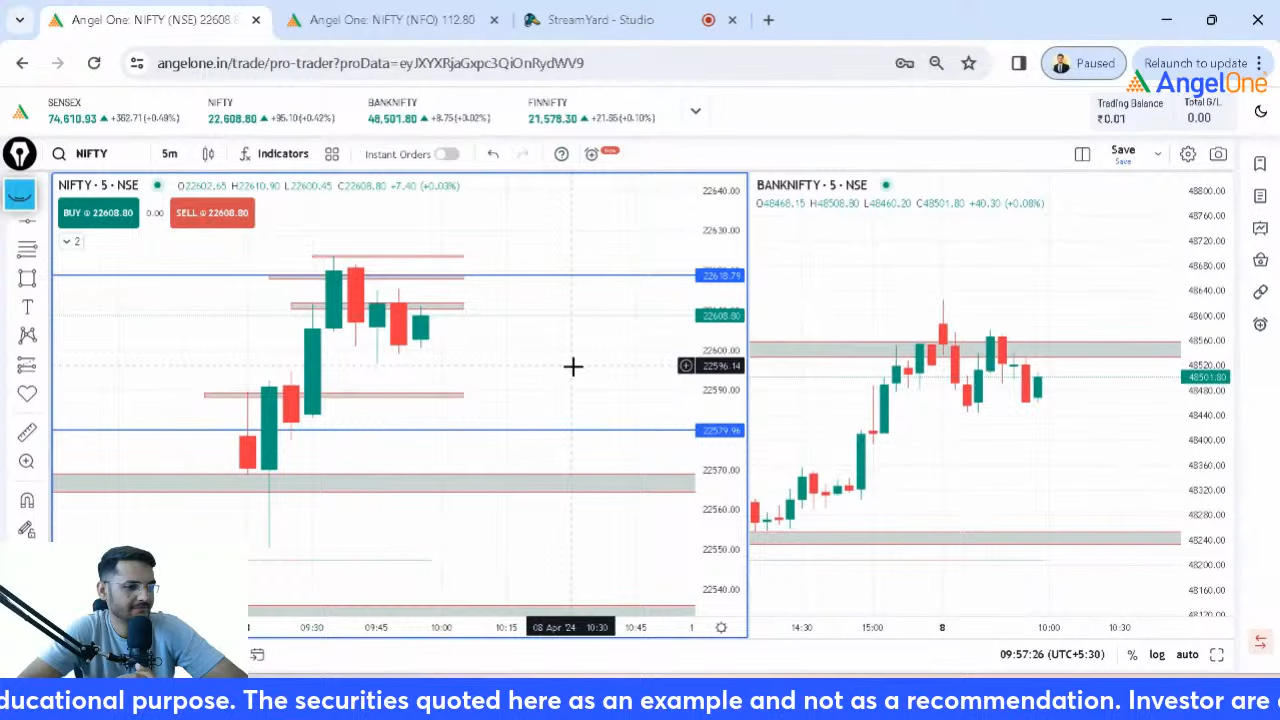 Angel One: NIFTY (NSE) 22608.8
Angel One: NIFTY (NFO) 112.80
StreamYard - Studio
angelone.in/trade/pro-trader?proData=eyJXYXRjaGxpc3QiOnRydWV9
Paused
Relaunch to update
AngelOne
SENSEX
74,610.93 +362.71(+0.49%)
NIFTY
22,608.80 +95.10(+0.42%)
BANKNIFTY
48,501.80 +8.75(+0.02%)
FINNIFTY
21,578.30 +21.65(+0.10%)
Trading Balance
₹0.01
Total G/L
0.00
NIFTY
5m
Indicators
Instant Orders
New
Save
Save
NIFTY · 5 · NSE
O22602.65 H22610.90 L22600.45 C22608.80 +7.40 (+0.03%)
BUY @ 22608.80
0.00
SELL @ 22608.80
2
22640.00
22630.00
22618.79
22608.80
22600.00
22596.14
22590.00
22579.96
22570.00
22560.00
22550.00
22540.00
09:30
09:45
10:00
10:15
08 Apr '24 10:30
10:45
1
BANKNIFTY · 5 · NSE
O48468.15 H48508.80 L48460.20 C48501.80 +40.30 (+0.08%)
48800.00
48760.00
48720.00
48680.00
48640.00
48600.00
48560.00
48520.00
48501.80
48480.00
48440.00
48400.00
48360.00
48320.00
48280.00
48240.00
48200.00
48160.00
48120.00
14:30
15:00
8
10:00
10:30
09:57:26 (UTC+5:30)
%
log
auto
ducational purpose. The securities quoted here as an example and not as a recommendation. Investor are